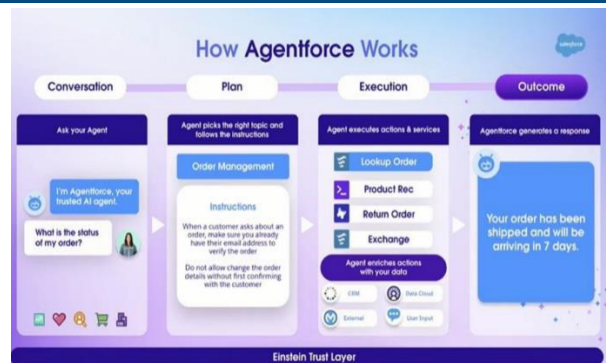 How Agentforce Works
salesforce
Conversation
Plan
Execution
Outcome
Ask your Agent
I'm Agentforce, your
trusted AI agent.
What is the status
of my order?
Agent picks the right topic and
follows the instructions
Order Management
Instructions
When a customer asks about an
order, make sure you already
have their email address to
verify the order
Do not allow change the order
details without first confirming
with the customer
Agent executes actions & services
Lookup Order
Product Rec
Return Order
Exchange
Agent enriches actions
with your data
CRM
Data Cloud
External
User Input
Agentforce generates a response
Your order has been
shipped and will be
arriving in 7 days.
Einstein Trust Layer